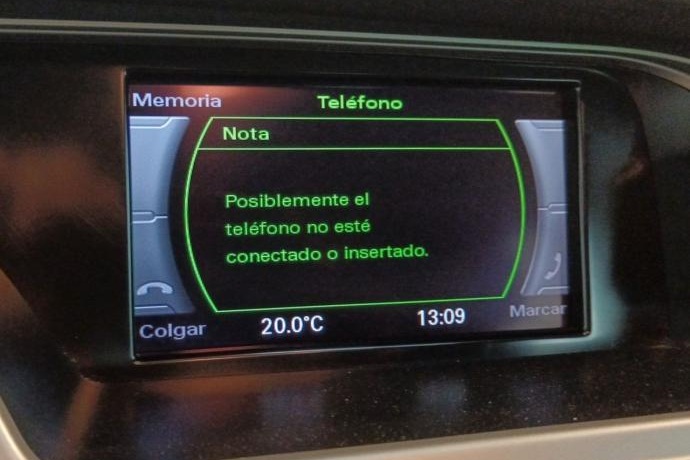 Memoria
Teléfono
Nota
Posiblemente el
teléfono no esté
conectado o insertado.
Colgar
20.0°C
13:09
Marcar